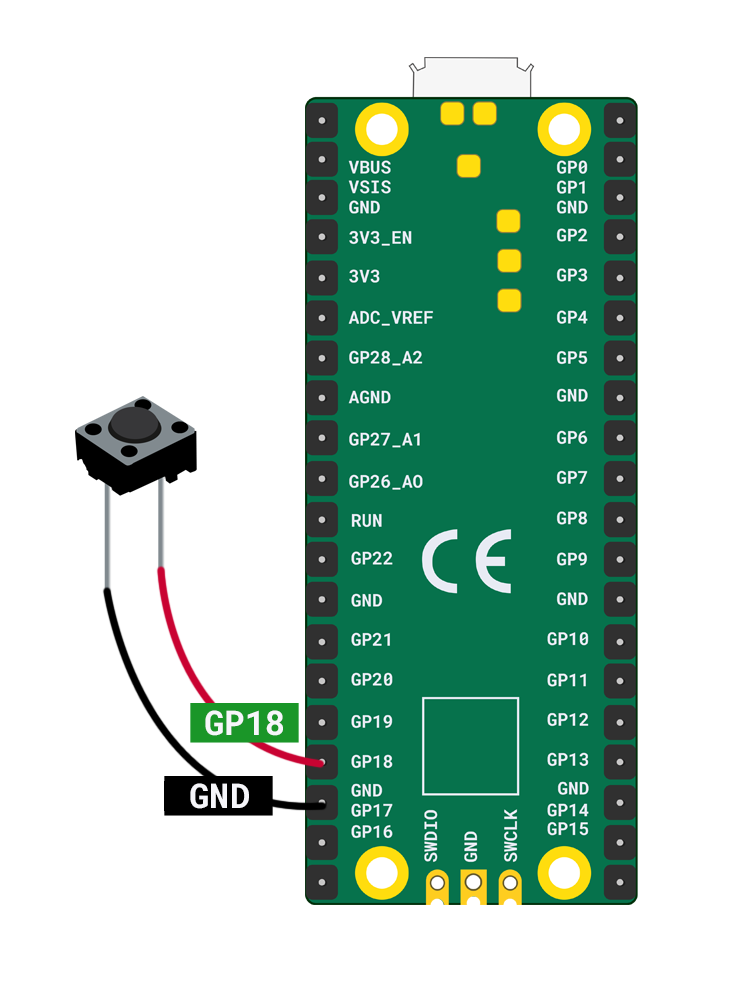 VBUS
VSIS
GND
3V3_EN
3V3
ADC_VREF
GP28_A2
AGND
GP27_A1
GP26_AO
RUN
GP22
GND
GP21
GP20
GP19
GP18
GND
GP17
GP16
GP0
GP1
GND
GP2
GP3
GP4
GP5
GND
GP6
GP7
GP8
GP9
GND
GP10
GP11
GP12
GP13
GND
GP14
GP15
CE
SWDIO
GND
SWCLK
GP18
GND